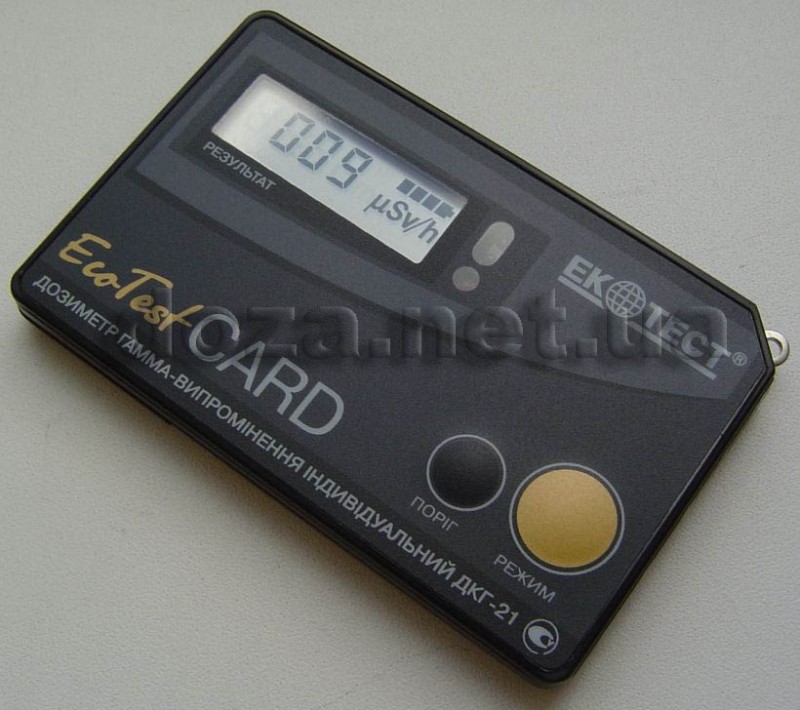 009
µSv/h
РЕЗУЛЬТАТ
EcoTest CARD
ДОЗИМЕТР ГАММА-ВИПРОМІНЕННЯ ІНДИВІДУАЛЬНИЙ ДКГ-21
ЕКОТЕСТ®
doza.net.ua
ПОРІГ
РЕЖИМ